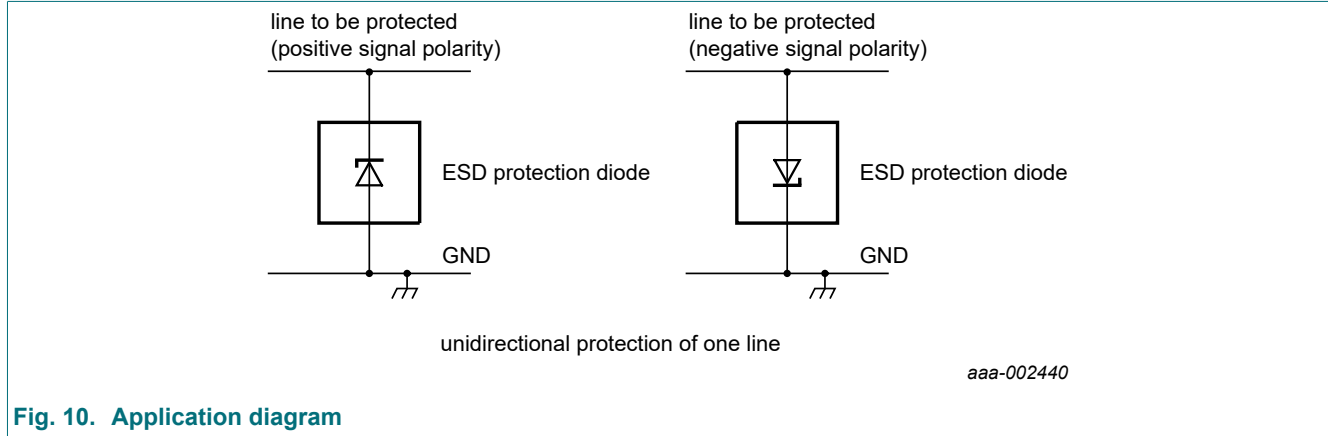 line to be protected
(positive signal polarity)
line to be protected
(negative signal polarity)
ESD protection diode
ESD protection diode
GND
GND
unidirectional protection of one line
aaa-002440
Fig. 10. Application diagram